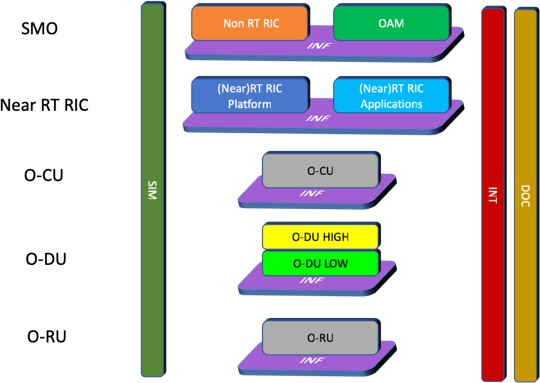 SMO
Non RT RIC
OAM
INF
Near RT RIC
(Near)RT RIC
Platform
(Near)RT RIC
Applications
INF
O-CU
O-CU
INF
SIM
INT
DOC
O-DU
O-DU HIGH
O-DU LOW
INF
O-RU
O-RU
INF